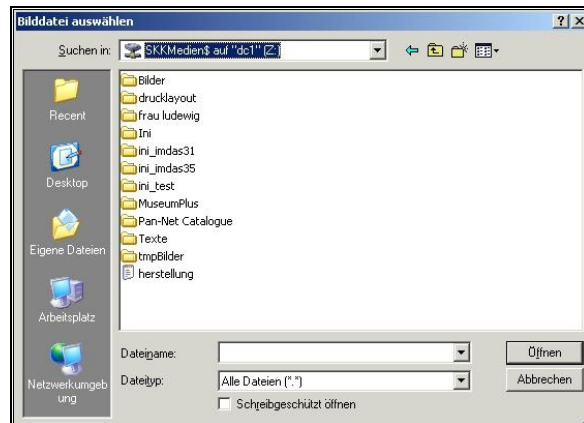 Bilddatei auswählen
Suchen in: SKKMedien$ auf "dc1" (Z:)
Recent
Desktop
Eigene Dateien
Arbeitsplatz
Netzwerkumgeb
ung
Bilder
drucklayout
frau ludewig
Ini
ini_imdas31
ini_imdas35
ini_test
MuseumPlus
Pan-Net Catalogue
Texte
tmpBilder
herstellung
Dateiname:
Öffnen
Dateityp: Alle Dateien (*.*)
Abbrechen
Schreibgeschützt öffnen